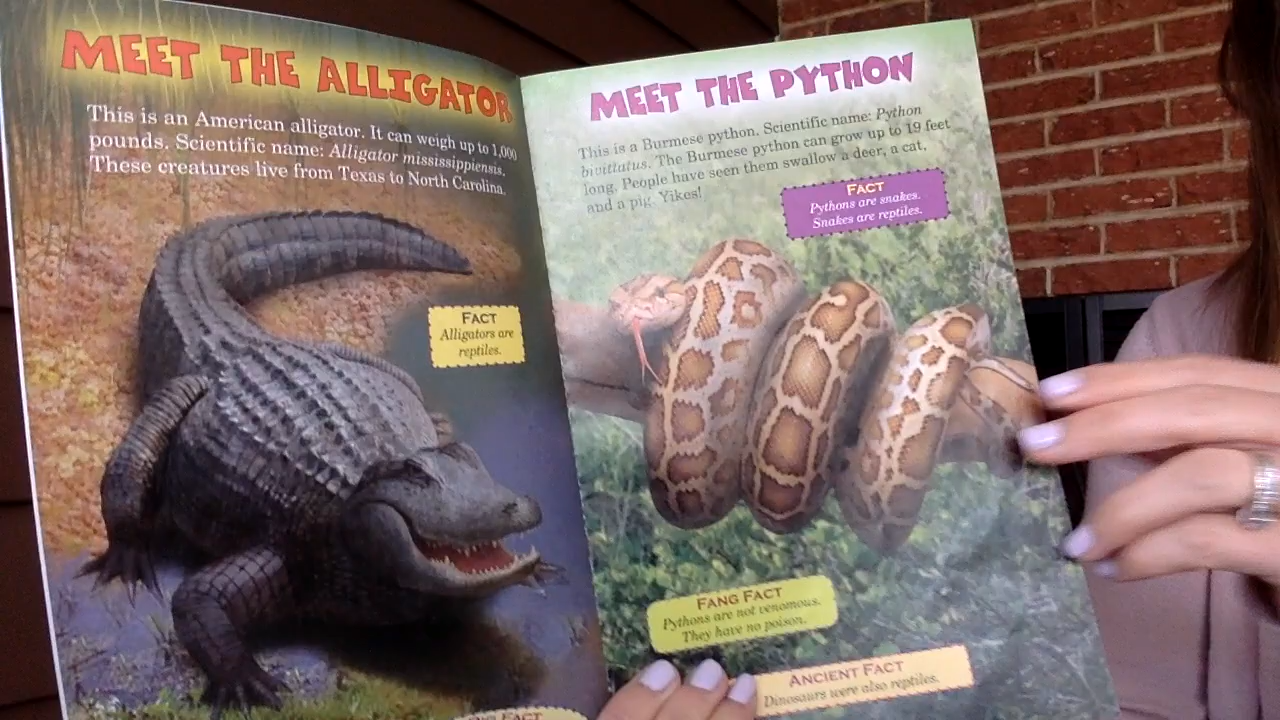 MEET THE ALLIGATOR
This is an American alligator. It can weigh up to 1,000
pounds. Scientific name: Alligator mississippiensis.
These creatures live from Texas to North Carolina.
FACT
Alligators are
reptiles.
FACT
MEET THE PYTHON
This is a Burmese python. Scientific name: Python
bivittatus. The Burmese python can grow up to 19 feet
long. People have seen them swallow a deer, a cat,
and a pig. Yikes!
FACT
Pythons are snakes.
Snakes are reptiles.
FANG FACT
Pythons are not venomous.
They have no poison.
ANCIENT FACT
Dinosaurs were also reptiles.